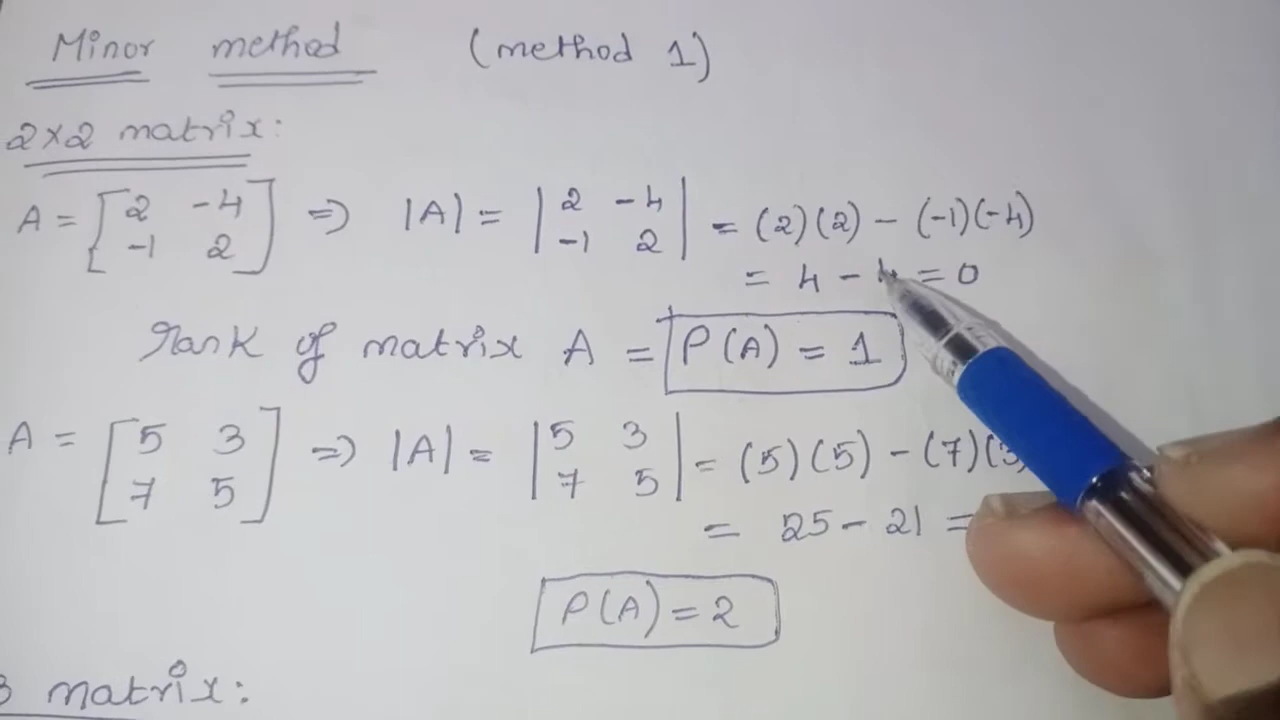 Minor method (method 1)
2×2 matrix:
A = [2 -4; -1 2] ⇒ |A| = |2 -4; -1 2| = (2)(2) - (-1)(-4)
= 4 - 4 = 0
Rank of matrix A = P(A) = 1
A = [5 3; 7 5] ⇒ |A| = |5 3; 7 5| = (5)(5) - (7)(3)
= 25 - 21 =
P(A) = 2
matrix: